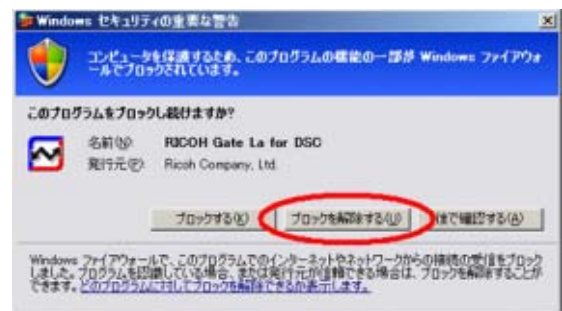 Windows セキュリティの重要な警告
コンピュータを保護するため、このプログラムの機能の一部が Windows ファイアウォ
ールでブロックされています。
このプログラムをブロックし続けますか?
名前(N): RICOH Gate La for DSC
発行元(P): Ricoh Company, Ltd.
ブロックする(K) ブロックを解除する(U) 後で確認する(A)
Windows ファイアウォールで、このプログラムでのインターネットやネットワークからの接続の受信をブロック
しました。プログラムを認識している場合、または発行元が信頼できる場合は、ブロックを解除することが
できます。どのプログラムに対してブロックを解除できるか表示します。